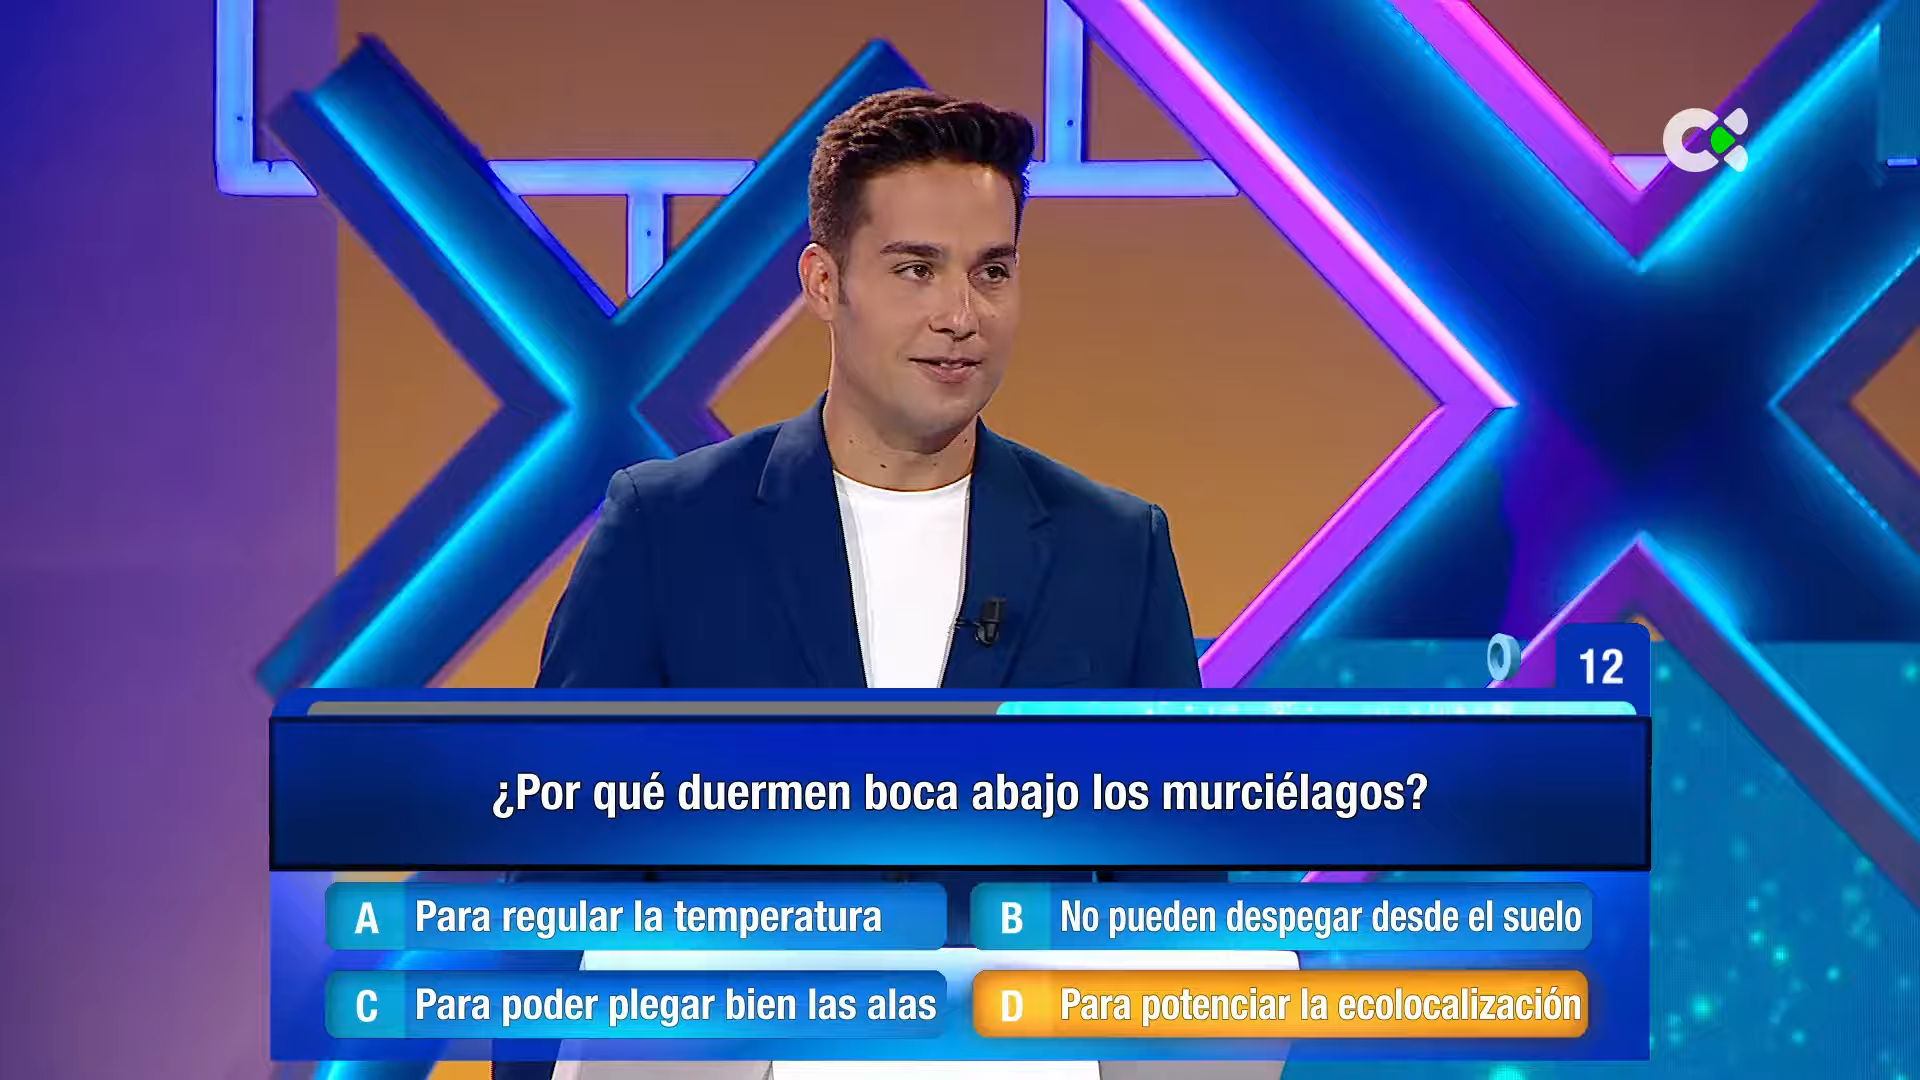 12
¿Por qué duermen boca abajo los murciélagos?
A Para regular la temperatura
B No pueden despegar desde el suelo
C Para poder plegar bien las alas
D Para potenciar la ecolocalización